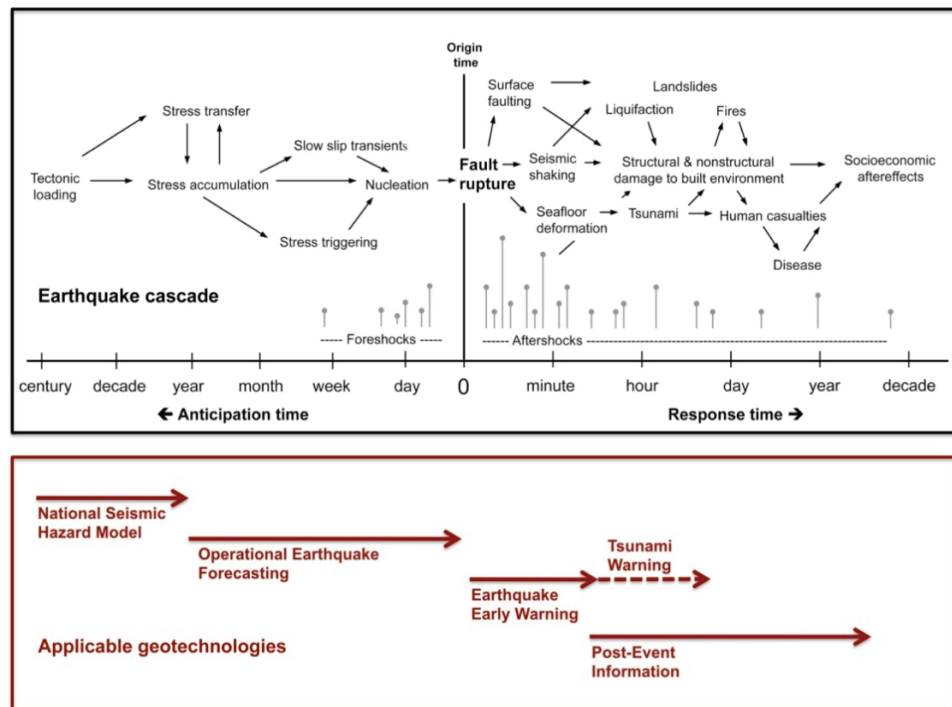 Origin
time
Surface
faulting
Landslides
Stress transfer
Liquifaction
Fires
Slow slip transients
Tectonic
loading
Stress accumulation
Nucleation
Fault
rupture
Seismic
shaking
Structural & nonstructural
damage to built environment
Socioeconomic
aftereffects
Stress triggering
Seafloor
deformation
Tsunami
Human casualties
Disease
Earthquake cascade
----- Foreshocks -----
------ Aftershocks ------------------------------------------------------------
century decade year month week day 0 minute hour day year decade
← Anticipation time
Response time →
National Seismic
Hazard Model
Operational Earthquake
Forecasting
Tsunami
Warning
Earthquake
Early Warning
Applicable geotechnologies
Post-Event
Information